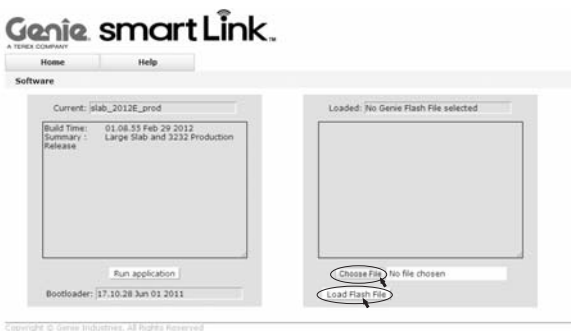 Genie smart Link™
A TEREX COMPANY
Home Help
Software
Current: slab_2012E_prod
Build Time: 01.08.55 Feb 29 2012
Summary : Large Slab and 3232 Production
Release
Run application
Bootloader: 17.10.28 Jun 01 2011
Loaded: No Genie Flash File selected
Choose File No file chosen
Load Flash File
Copyright © Genie Industries. All Rights Reserved